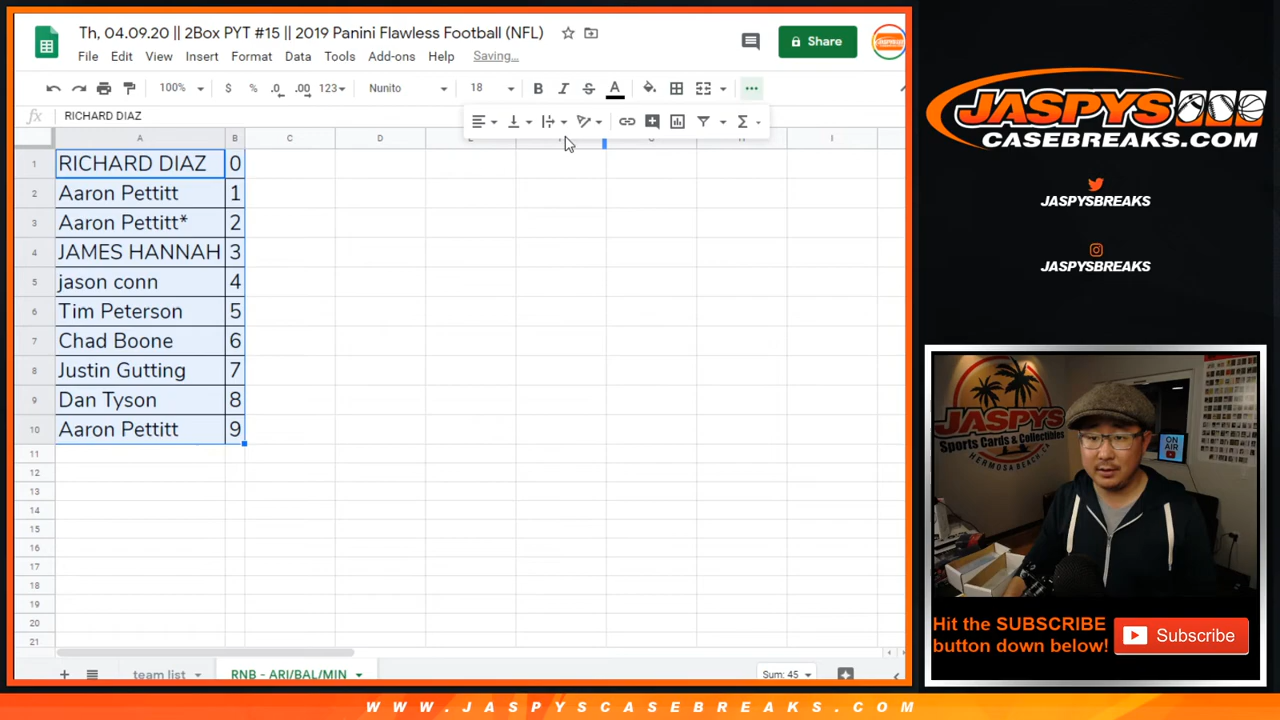 Th, 04.09.20 || 2Box PYT #15 || 2019 Panini Flawless Football (NFL)
File Edit View Insert Format Data Tools Add-ons Help Saving...
Share
100% $ % .0 .00 123 Nunito 18 B I S A
fx RICHARD DIAZ
A B C D I
1 RICHARD DIAZ 0
2 Aaron Pettitt 1
3 Aaron Pettitt* 2
4 JAMES HANNAH 3
5 jason conn 4
6 Tim Peterson 5
7 Chad Boone 6
8 Justin Gutting 7
9 Dan Tyson 8
10 Aaron Pettitt 9
11
12
13
14
15
16
17
18
19
20
21
team list RNB - ARI/BAL/MIN Sum: 45
JASPYS
CASEBREAKS.COM
JASPYSBREAKS
JASPYSBREAKS
JASPYS
Sports Cards & Collectibles
HERMOSA BEACH, CA
ON AIR
Hit the SUBSCRIBE
button down below!
Subscribe
WWW.JASPYSCASEBREAKS.COM